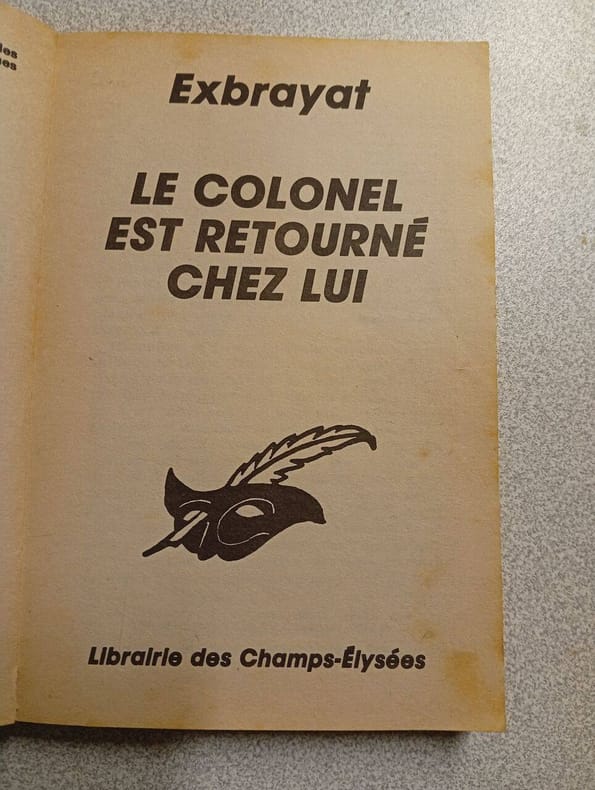 Exbrayat
LE COLONEL
EST RETOURNÉ
CHEZ LUI
Librairie des Champs-Élysées